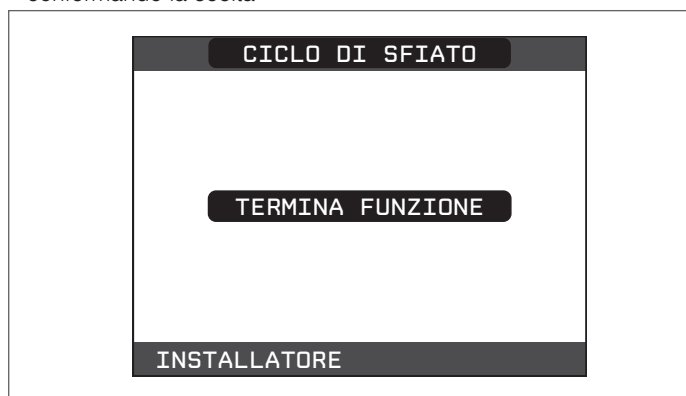 confermando la scelta
CICLO DI SFIATO
TERMINA FUNZIONE
INSTALLATORE